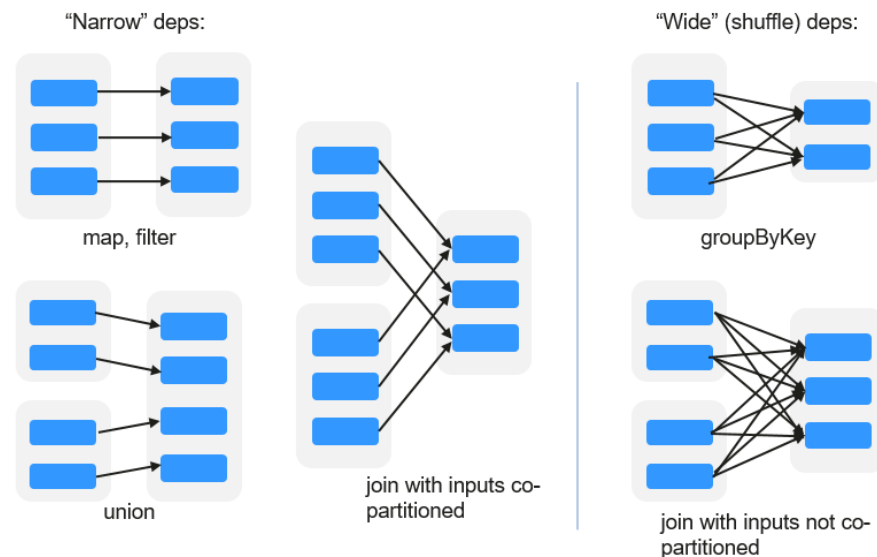 “Narrow” deps:
“Wide” (shuffle) deps:
map, filter
groupByKey
union
join with inputs co-
partitioned
join with inputs not co-
partitioned